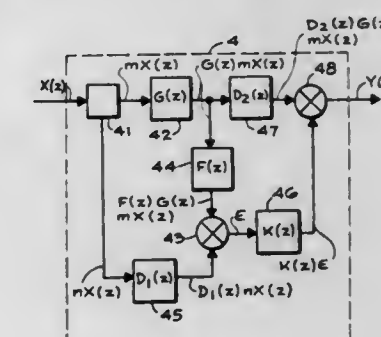 D₂(z)G(
mX(z)
4
mX(z)
G(z)mX(z)
48
X(z)
G(z)
D₂(z)
Y(
41
42
47
44
F(z)
46
F(z)G(z)
mX(z)
E
K(z)
43
nX(z)
D₁(z)
D₁(z)nX(z)
K(z)E
45